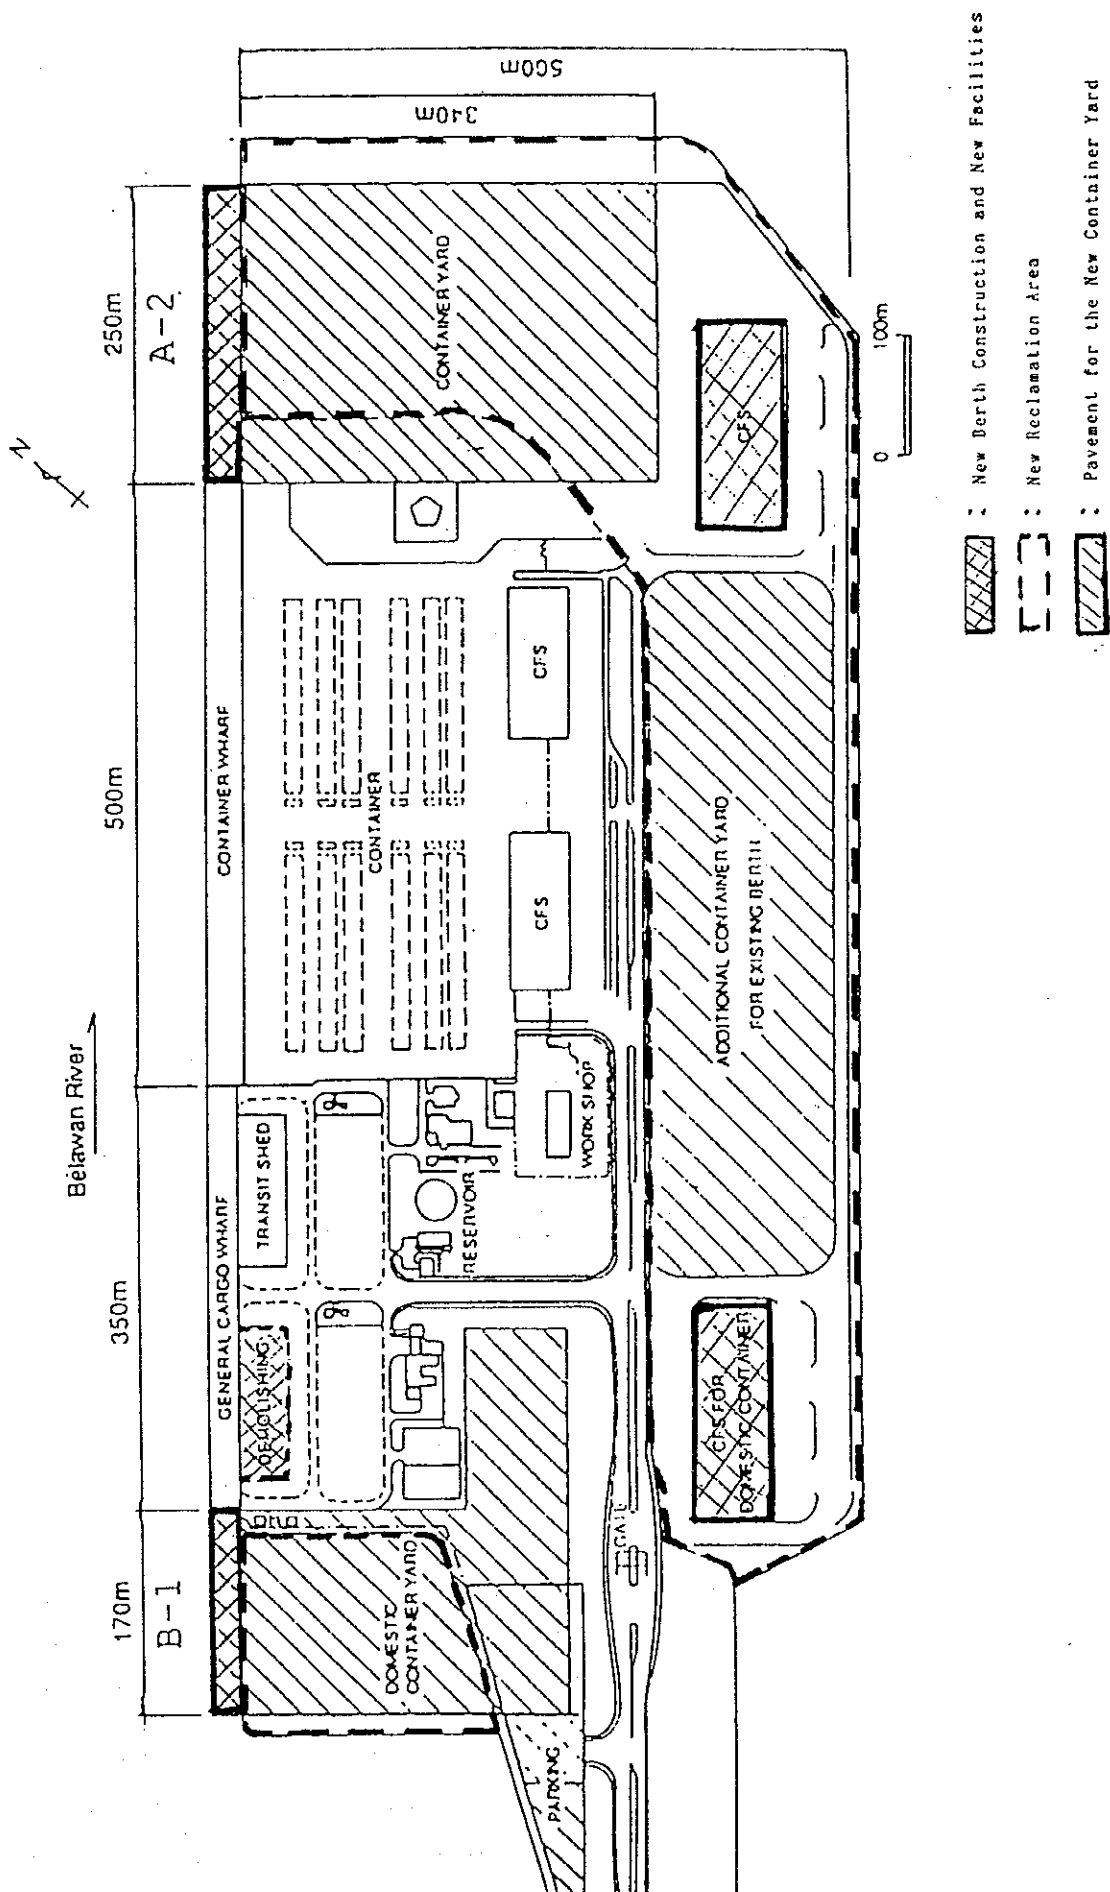 Belawan River
N
170m
350m
500m
250m
B-1
A-2
GENERAL CARGO WHARF
CONTAINER WHARF
340m
500m
DEMOLISHING
TRANSIT SHED
DOMESTIC
CONTAINER YARD
RESERVOIR
CONTAINER
CONTAINER YARD
WORK SHOP
CFS
CFS
PARKING
GATE
CFS FOR
DOMESTIC CONTAINER
ADDITIONAL CONTAINER YARD
FOR EXISTING BERTH
CFS
0 100m
: New Berth Construction and New Facilities
: New Reclamation Area
: Pavement for the New Container Yard